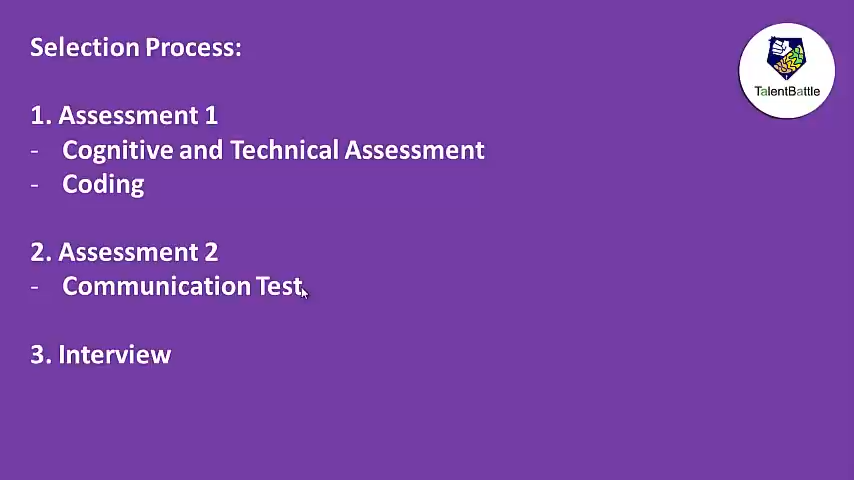 Selection Process:
TalentBattle
1. Assessment 1
- Cognitive and Technical Assessment
- Coding
2. Assessment 2
- Communication Test
3. Interview